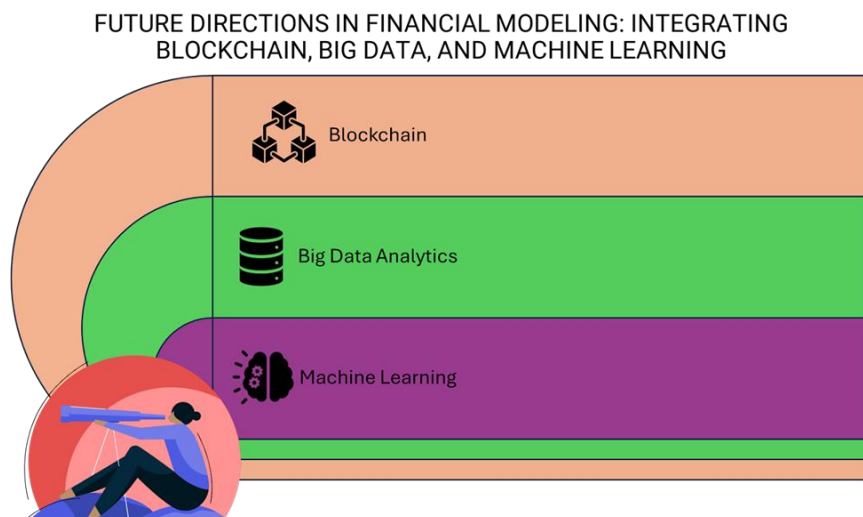 FUTURE DIRECTIONS IN FINANCIAL MODELING: INTEGRATING
BLOCKCHAIN, BIG DATA, AND MACHINE LEARNING
Blockchain
Big Data Analytics
Machine Learning